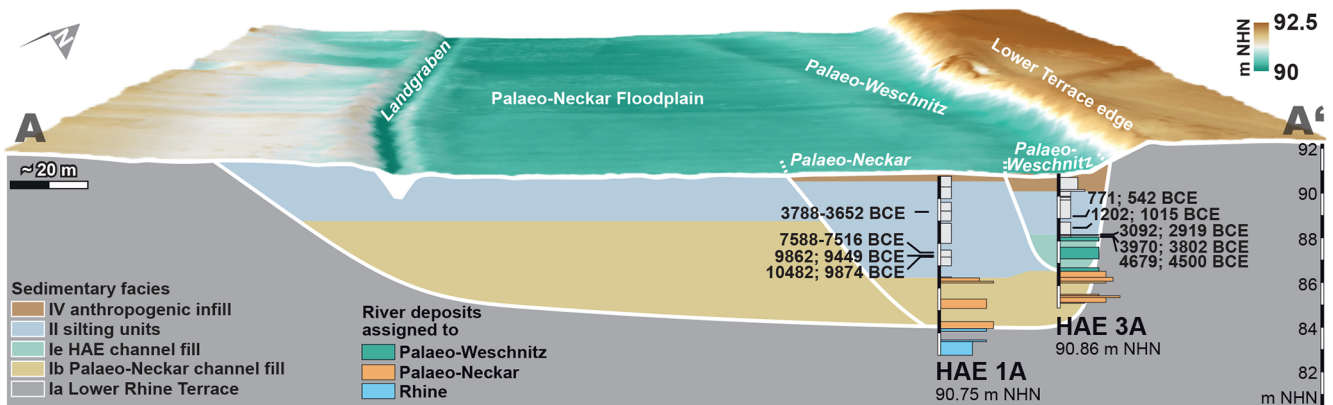 N
92.5
m NHN
90
Landgraben
Palaeo-Neckar Floodplain
Palaeo-Weschnitz
Lower Terrace edge
A
A‘
~ 20 m
Palaeo-Neckar
Palaeo-
Weschnitz
92
90
88
86
84
82
m NHN
3788-3652 BCE
7588-7516 BCE
9862; 9449 BCE
10482; 9874 BCE
771; 542 BCE
1202; 1015 BCE
3092; 2919 BCE
3970; 3802 BCE
4679; 4500 BCE
HAE 3A
90.86 m NHN
HAE 1A
90.75 m NHN
Sedimentary facies
IV anthropogenic infill
II silting units
Ie HAE channel fill
Ib Palaeo-Neckar channel fill
Ia Lower Rhine Terrace
River deposits
assigned to
Palaeo-Weschnitz
Palaeo-Neckar
Rhine